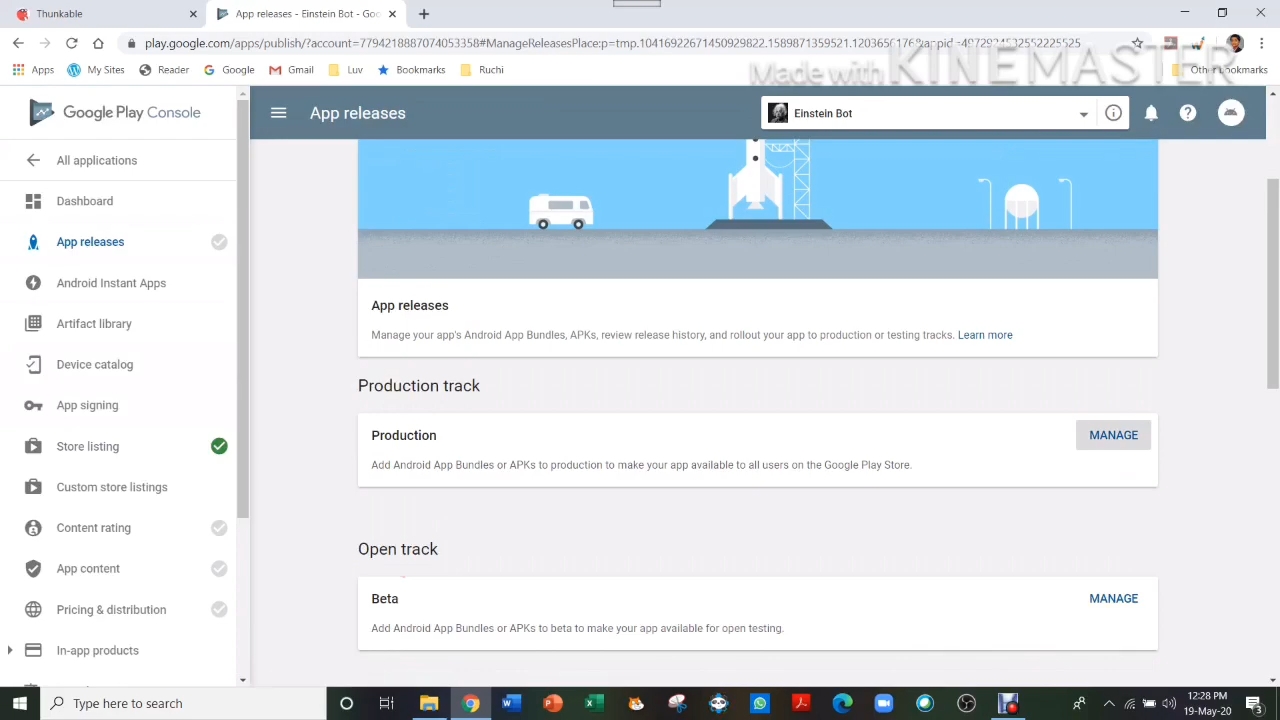 Thunkable
App releases - Einstein Bot - Goo
play.google.com/apps/publish/?account=7794218887074053358#ManageReleasesPlace:p=tmp.10416922671450929822.1589871359521.1203650176&appid=4972934532552225525
Apps
My Sites
Reader
Google
Gmail
Luv
Bookmarks
Ruchi
Other bookmarks
Made with KINEMASTER
Google Play Console
App releases
Einstein Bot
All applications
Dashboard
App releases
Android Instant Apps
Artifact library
Device catalog
App signing
Store listing
Custom store listings
Content rating
App content
Pricing & distribution
In-app products
App releases
Manage your app's Android App Bundles, APKs, review release history, and rollout your app to production or testing tracks. Learn more
Production track
Production
MANAGE
Add Android App Bundles or APKs to production to make your app available to all users on the Google Play Store.
Open track
Beta
MANAGE
Add Android App Bundles or APKs to beta to make your app available for open testing.
Type here to search
12:28 PM
19-May-20